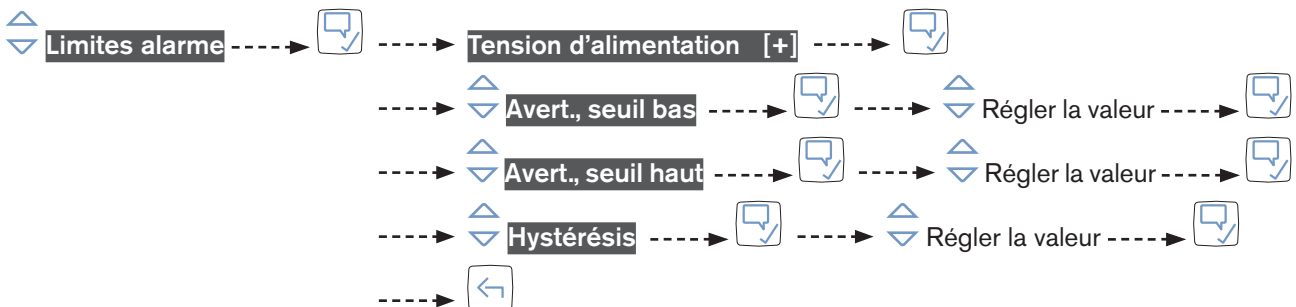 Limites alarme Tension d’alimentation [+]
Avert., seuil bas Régler la valeur
Avert., seuil haut Régler la valeur
Hystérésis Régler la valeur